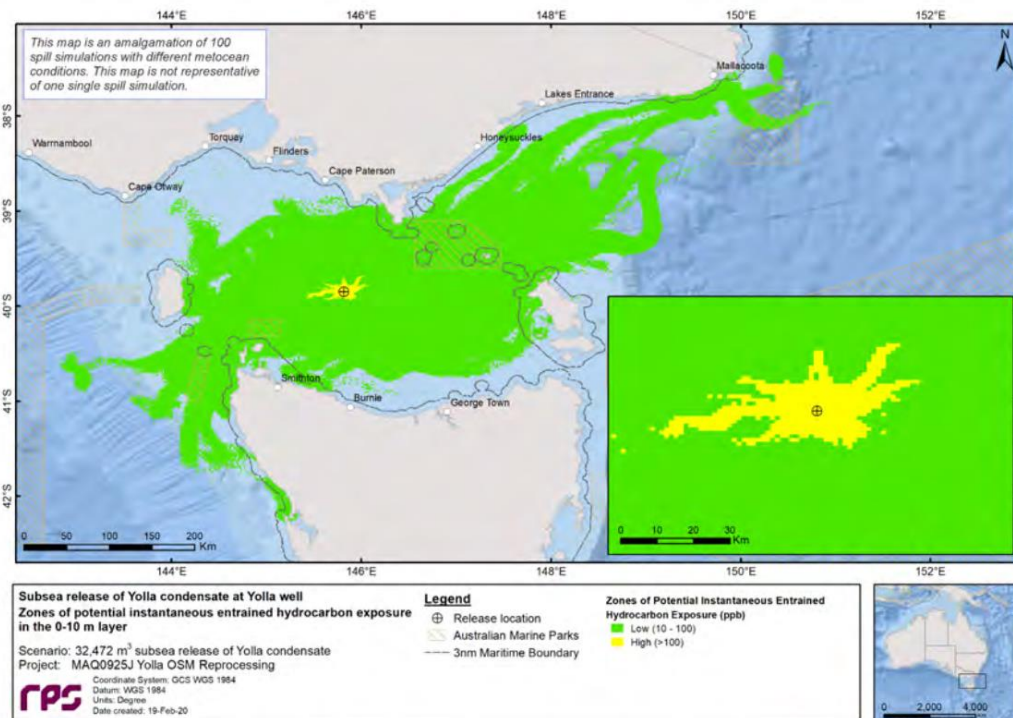 144°E 146°E 148°E 150°E 152°E
This map is an amalgamation of 100
spill simulations with different metocean
conditions. This map is not representative
of one single spill simulation.
N
Mallacoota
Lakes Entrance
38°S
Warrnambool
Torquay
Honeysuckles
Flinders
Cape Paterson
Cape Otway
39°S
40°S
41°S
Smithton
Burnie
George Town
42°S
0 50 100 150 200
Km
0 10 20 30
Km
144°E 146°E 148°E 150°E 152°E
Subsea release of Yolla condensate at Yolla well
Zones of potential instantaneous entrained hydrocarbon exposure
in the 0-10 m layer
Scenario: 32,472 m³ subsea release of Yolla condensate
Project: MAQ0925J Yolla OSM Reprocessing
rps
Coordinate System: GCS WGS 1984
Datum: WGS 1984
Units: Degree
Date created: 19-Feb-20
Legend
Release location
Australian Marine Parks
3nm Maritime Boundary
Zones of Potential Instantaneous Entrained
Hydrocarbon Exposure (ppb)
Low (10 - 100)
High (>100)
0 2,000 4,000